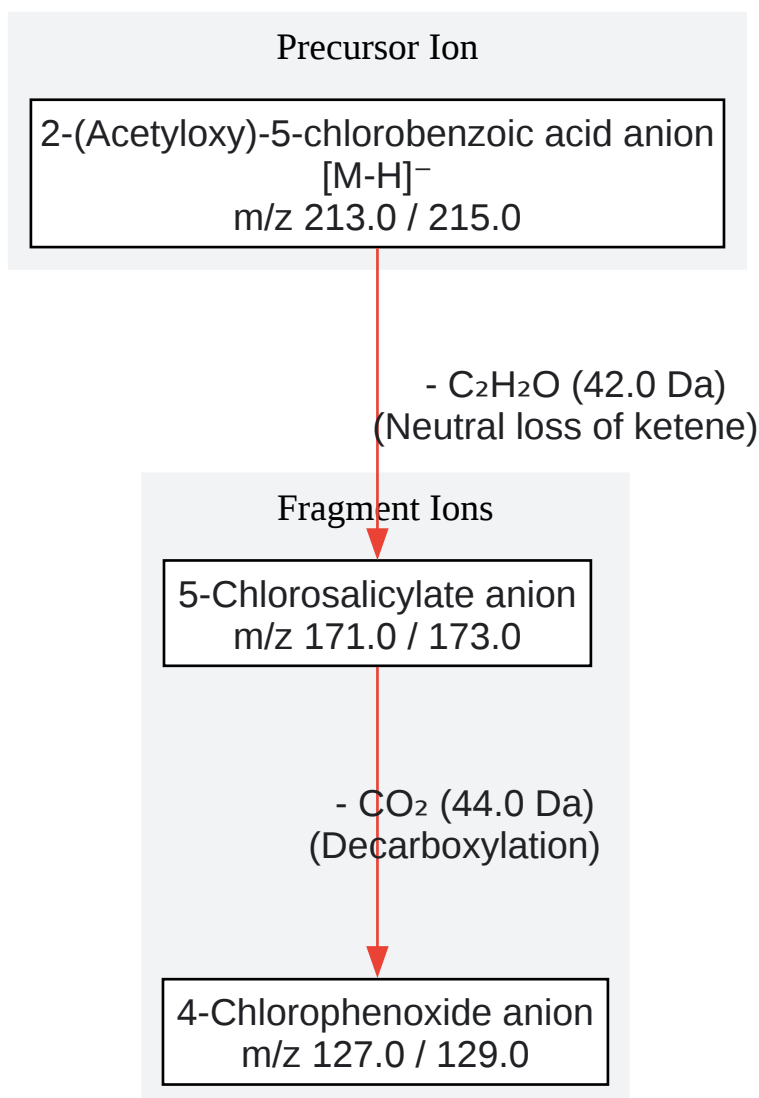 Precursor Ion
2-(Acetyloxy)-5-chlorobenzoic acid anion
[M-H]⁻
m/z 213.0 / 215.0
- C₂H₂O (42.0 Da)
(Neutral loss of ketene)
Fragment Ions
5-Chlorosalicylate anion
m/z 171.0 / 173.0
- CO₂ (44.0 Da)
(Decarboxylation)
4-Chlorophenoxide anion
m/z 127.0 / 129.0